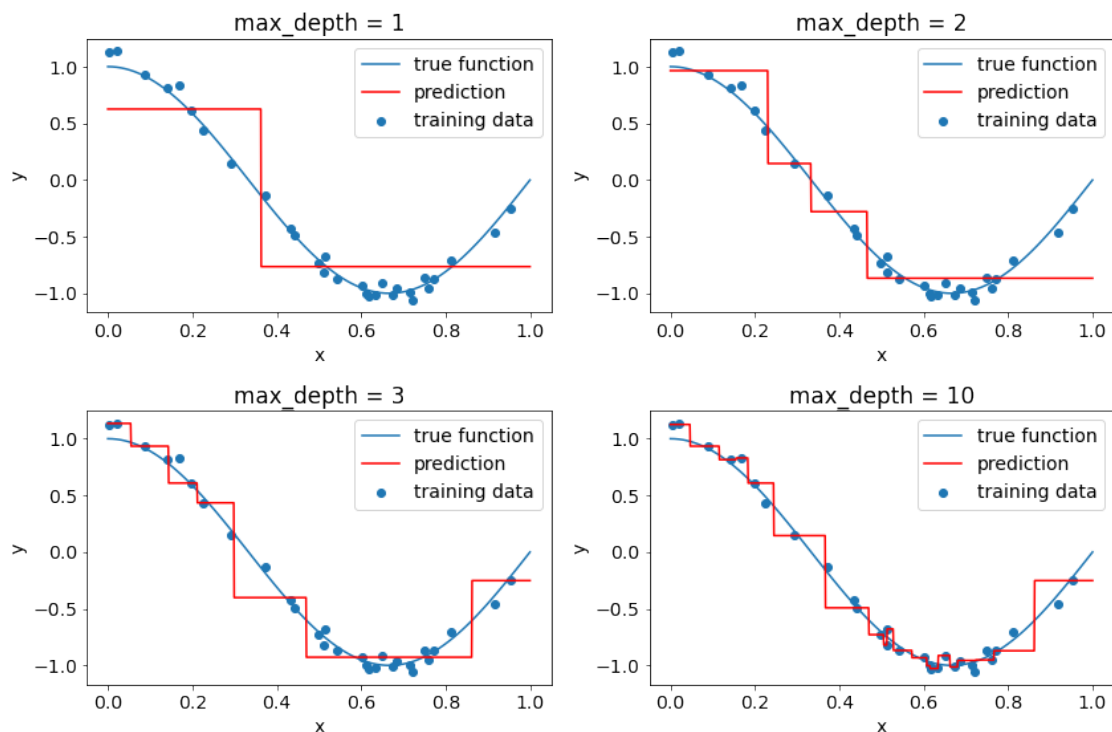 max_depth = 1
true function
prediction
training data
1.0
0.5
0.0
−0.5
−1.0
y
0.0 0.2 0.4 0.6 0.8 1.0
x
max_depth = 2
true function
prediction
training data
1.0
0.5
0.0
−0.5
−1.0
y
0.0 0.2 0.4 0.6 0.8 1.0
x
max_depth = 3
true function
prediction
training data
1.0
0.5
0.0
−0.5
−1.0
y
0.0 0.2 0.4 0.6 0.8 1.0
x
max_depth = 10
true function
prediction
training data
1.0
0.5
0.0
−0.5
−1.0
y
0.0 0.2 0.4 0.6 0.8 1.0
x